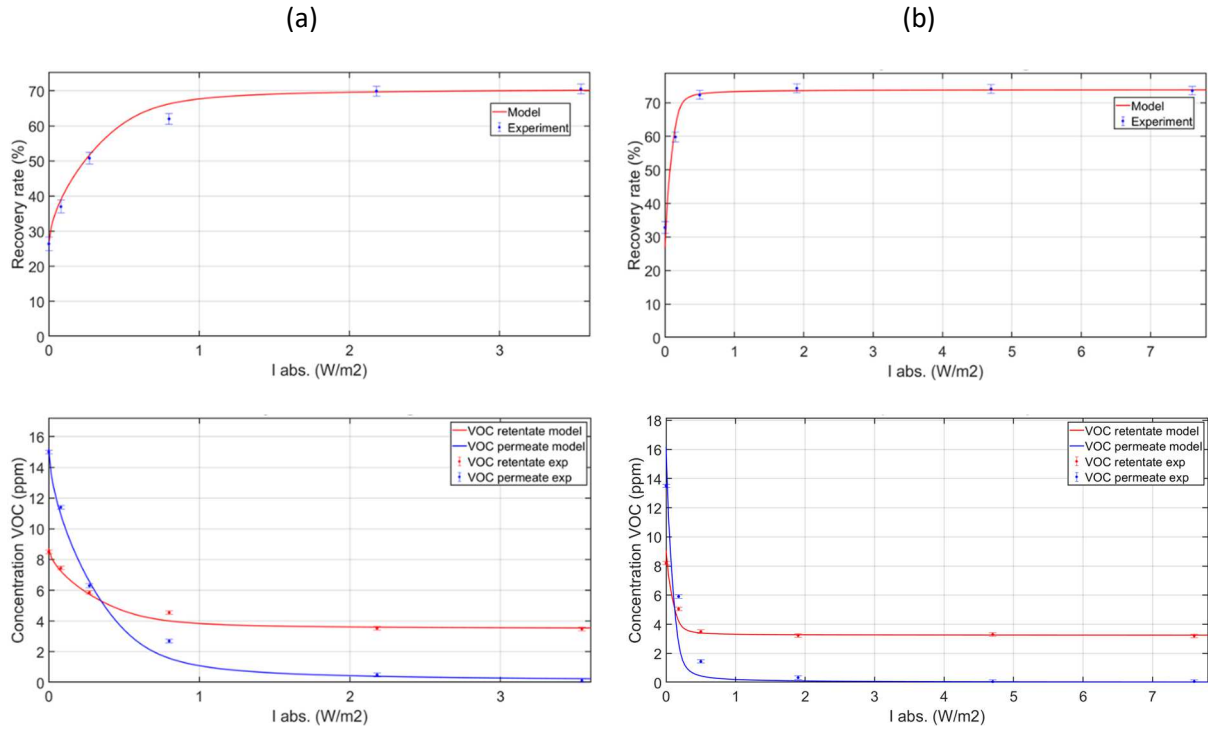 (a)
(b)
Recovery rate (%)
70
60
50
40
30
20
10
0
0 1 2 3
I abs. (W/m2)
Model
Experiment
Recovery rate (%)
70
60
50
40
30
20
10
0
0 1 2 3 4 5 6 7
I abs. (W/m2)
Model
Experiment
Concentration VOC (ppm)
16
14
12
10
8
6
4
2
0
0 1 2 3
I abs. (W/m2)
VOC retentate model
VOC permeate model
VOC retentate exp
VOC permeate exp
Concentration VOC (ppm)
18
16
14
12
10
8
6
4
2
0
0 1 2 3 4 5 6 7
I abs. (W/m2)
VOC retentate model
VOC permeate model
VOC retentate exp
VOC permeate exp